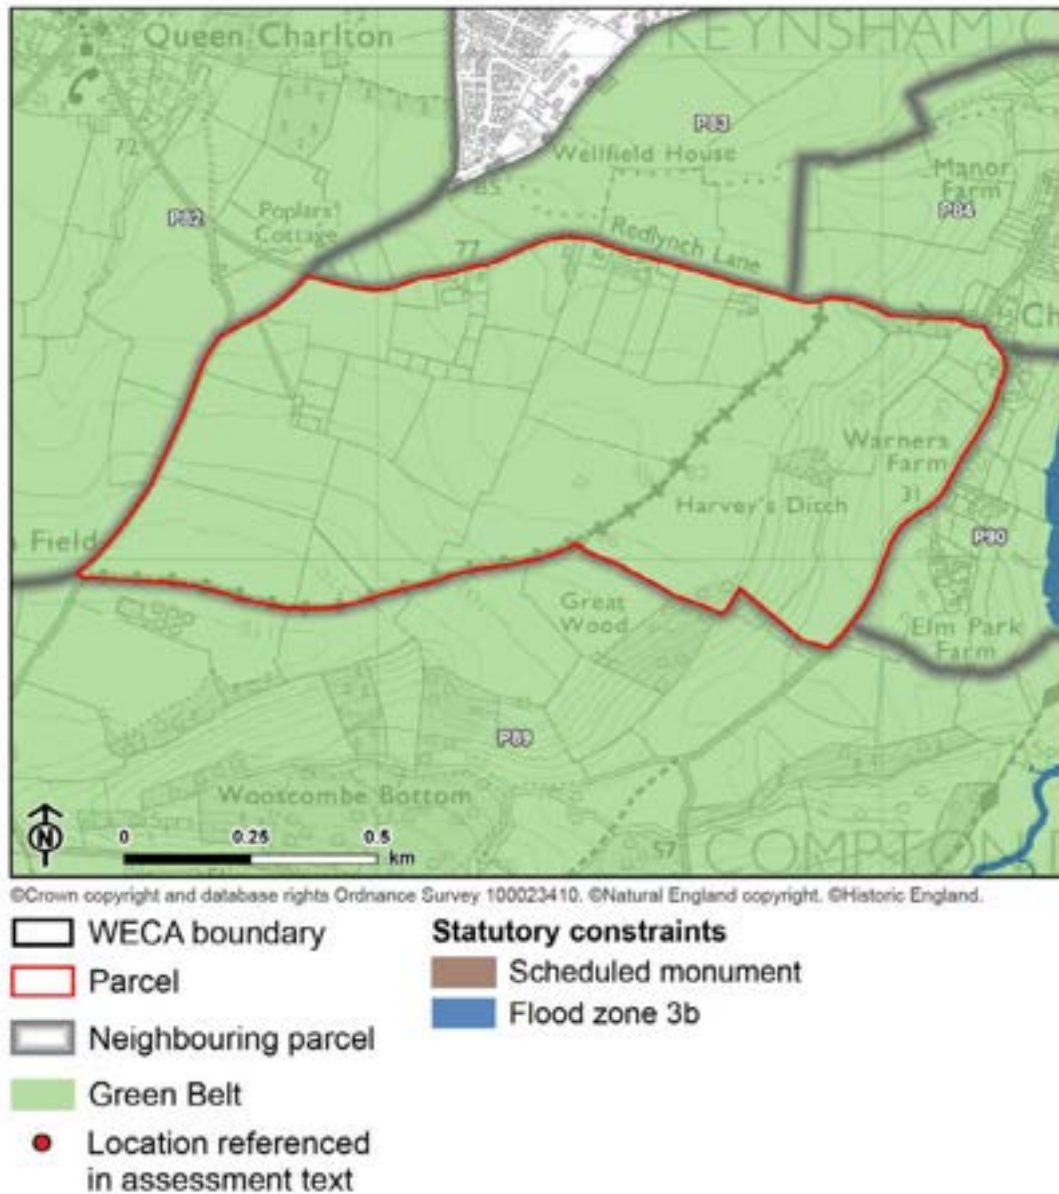 Queen Charlton
KEYNSHAM C
P83
Wellfield House
85
Manor
Farm
P84
72
P82
Poplars'
Cottage
77
Redlynch Lane
Ch
Warners
Farm
31
Harvey's Ditch
Field
P90
Great
Wood
Elm Park
Farm
P89
Wooscombe Bottom
57
COMPTON
N
0 0.25 0.5
km
©Crown copyright and database rights Ordnance Survey 100023410. ©Natural England copyright. ©Historic England.
WECA boundary
Parcel
Neighbouring parcel
Green Belt
Location referenced
in assessment text
Statutory constraints
Scheduled monument
Flood zone 3b